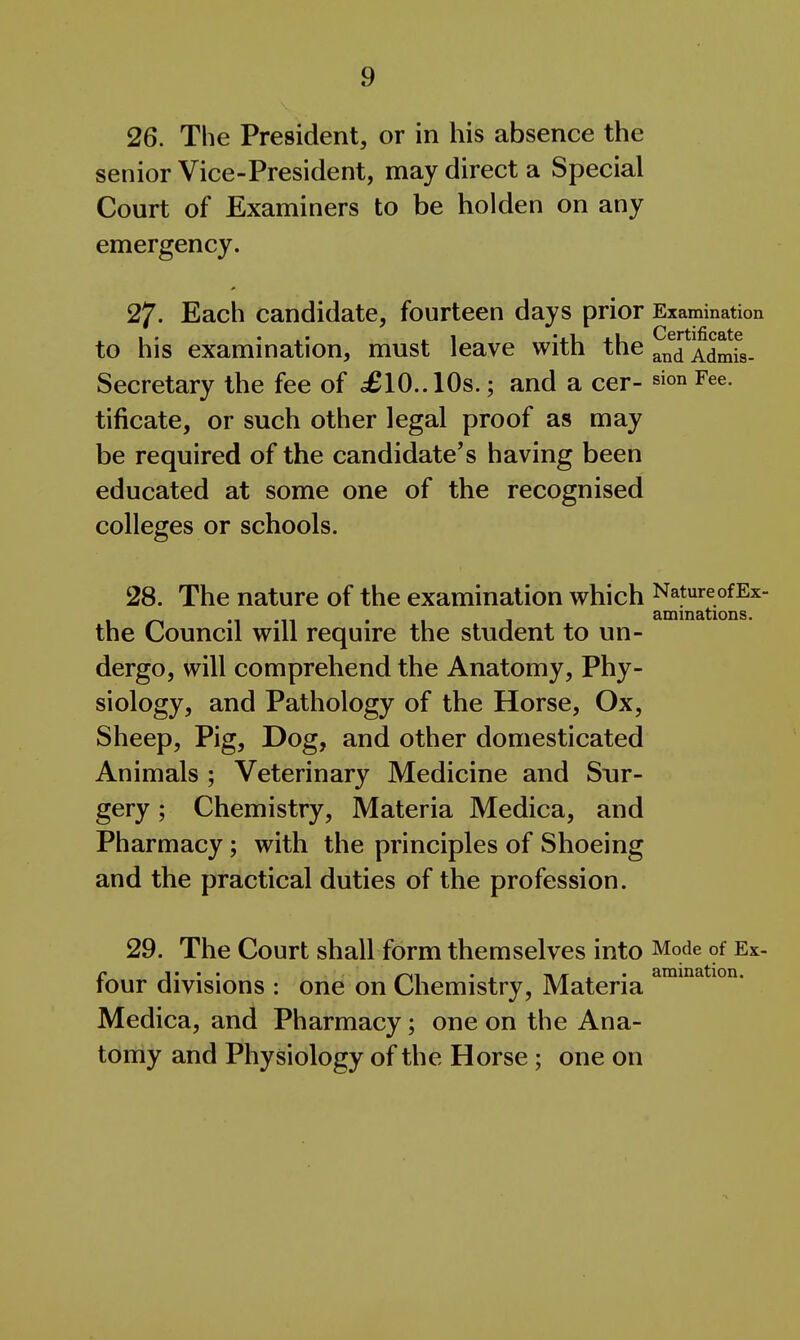 9
26. The President, or in his absence the
senior Vice-President, may direct a Special
Court of Examiners to be holden on any
emergency.
27. Each candidate, fourteen days prior
to his examination, must leave with the
Secretary the fee of £10..10s.; and a cer-
tificate, or such other legal proof as may
be required of the candidate's having been
educated at some one of the recognised
colleges or schools.
Examination
Certificate
and Admis-
sion Fee.
28. The nature of the examination which
the Council will require the student to un-
dergo, will comprehend the Anatomy, Phy-
siology, and Pathology of the Horse, Ox,
Sheep, Pig, Dog, and other domesticated
Animals ; Veterinary Medicine and Sur-
gery ; Chemistry, Materia Medica, and
Pharmacy ; with the principles of Shoeing
and the practical duties of the profession.
Nature of Ex-
aminations.
29. The Court shall form themselves into
four divisions : one on Chemistry, Materia
Medica, and Pharmacy ; one on the Ana-
tomy and Physiology of the Horse ; one on
Mode of Ex-
amination.